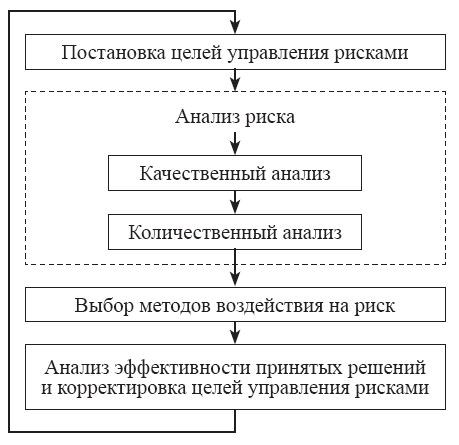 Постановка целей управления рисками
Анализ риска
Качественный анализ
Количественный анализ
Выбор методов воздействия на риск
Анализ эффективности принятых решений
и корректировка целей управления рисками